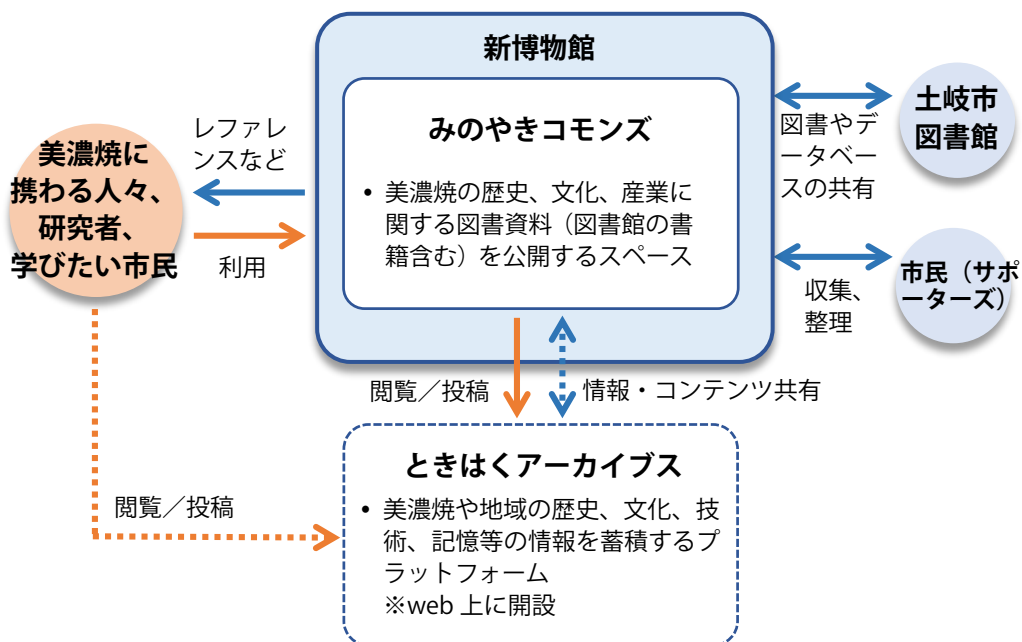 新博物館
みのやきコモンズ
• 美濃焼の歴史、文化、産業に
関する図書資料（図書館の書
籍含む）を公開するスペース
レファレ
ンスなど
美濃焼に
携わる人々、
研究者、
学びたい市民
利用
土岐市
図書館
図書やデ
ータベー
スの共有
市民（サポ
ーターズ）
収集、
整理
閲覧／投稿
情報・コンテンツ共有
ときはくアーカイブス
• 美濃焼や地域の歴史、文化、技
術、記憶等の情報を蓄積するプ
ラットフォーム
※web 上に開設
閲覧／投稿